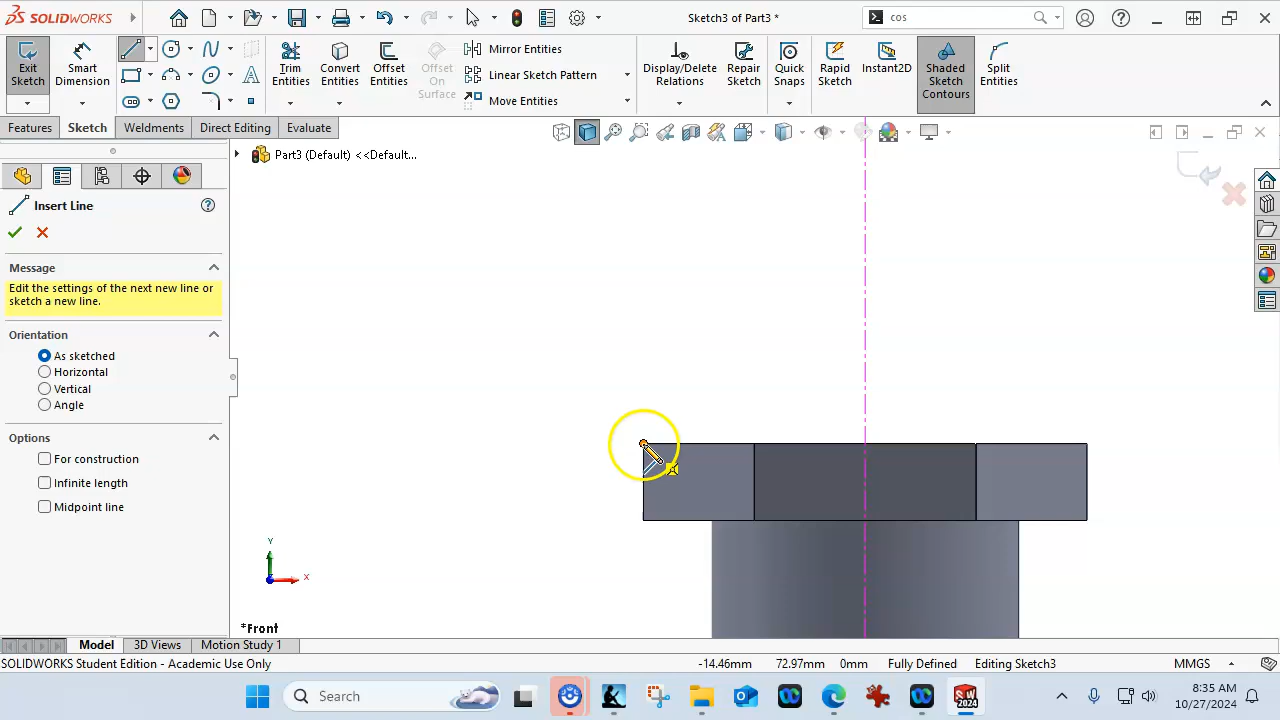 SOLIDWORKS
Sketch3 of Part3 *
cos
Exit Sketch
Smart Dimension
Trim Entities
Convert Entities
Offset Entities
Offset On Surface
Mirror Entities
Linear Sketch Pattern
Move Entities
Display/Delete Relations
Repair Sketch
Quick Snaps
Rapid Sketch
Instant2D
Shaded Sketch Contours
Split Entities
Features
Sketch
Weldments
Direct Editing
Evaluate
Part3 (Default) <<Default...
Insert Line
Message
Edit the settings of the next new line or
sketch a new line.
Orientation
As sketched
Horizontal
Vertical
Angle
Options
For construction
Infinite length
Midpoint line
Y
X
*Front
Model
3D Views
Motion Study 1
SOLIDWORKS Student Edition - Academic Use Only
-14.46mm
72.97mm
0mm
Fully Defined
Editing Sketch3
MMGS
Search
SW
2024
8:35 AM
10/27/2024